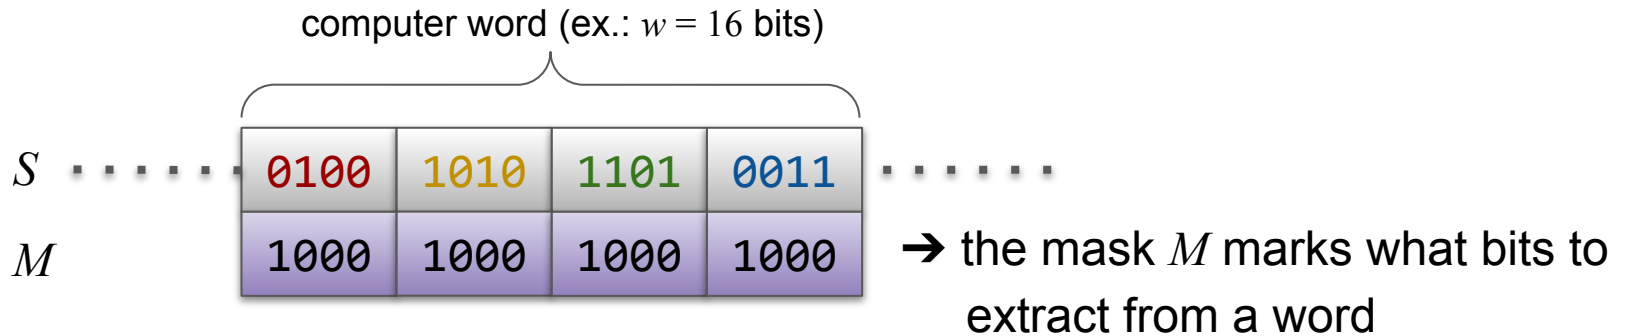 computer word (ex.: w = 16 bits)
S 0100 1010 1101 0011
M 1000 1000 1000 1000 ➔ the mask M marks what bits to
extract from a word